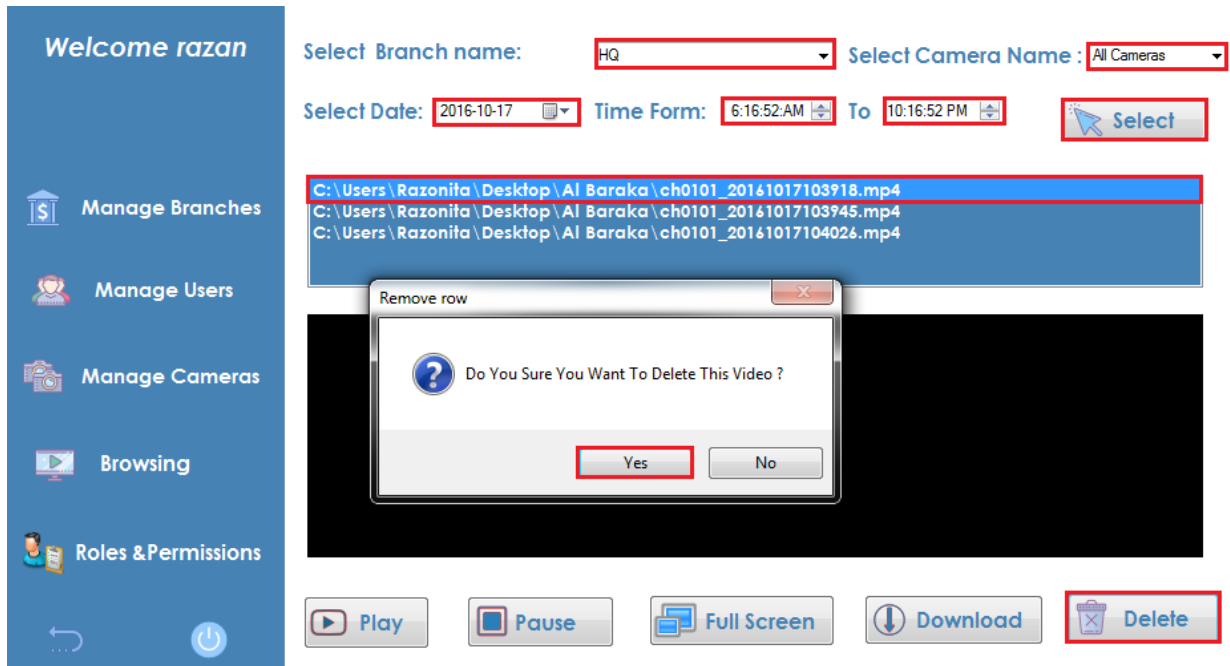 Welcome razan
Select Branch name:
HQ
Select Camera Name :
All Cameras
Select Date:
2016-10-17
Time Form:
6:16:52:AM
To
10:16:52 PM
Select
Manage Branches
Manage Users
Manage Cameras
Browsing
Roles &Permissions
C:\Users\Razonita\Desktop\Al Baraka\ch0101_20161017103918.mp4
C:\Users\Razonita\Desktop\Al Baraka\ch0101_20161017103945.mp4
C:\Users\Razonita\Desktop\Al Baraka\ch0101_20161017104026.mp4
Remove row
Do You Sure You Want To Delete This Video ?
Yes
No
Play
Pause
Full Screen
Download
Delete